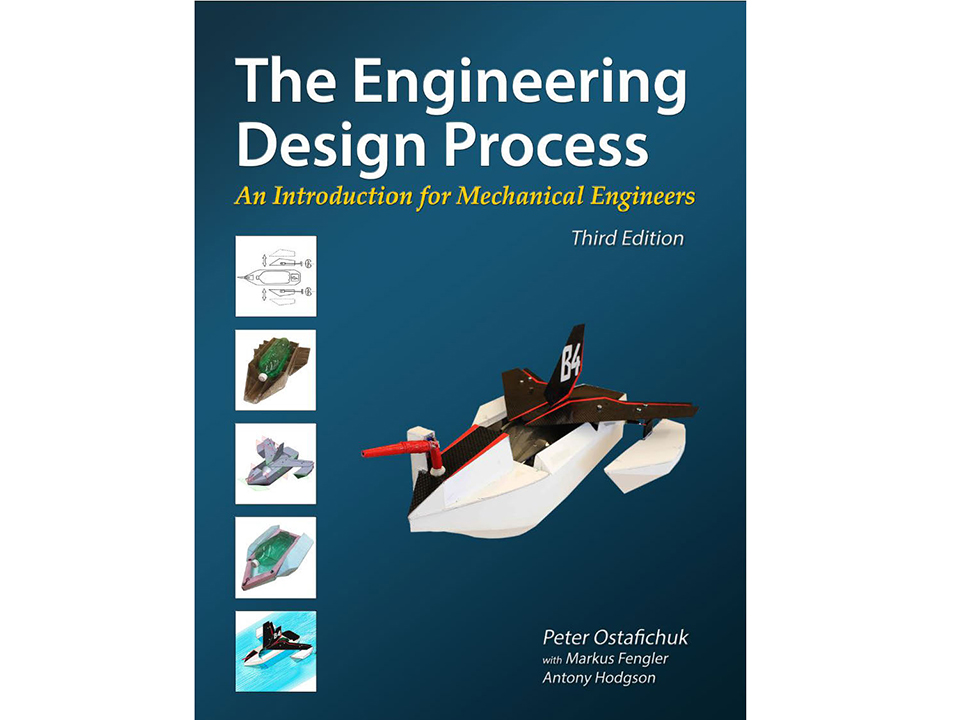 The Engineering
Design Process
An Introduction for Mechanical Engineers
Third Edition
B4
Peter Ostafichuk
with Markus Fengler
Antony Hodgson